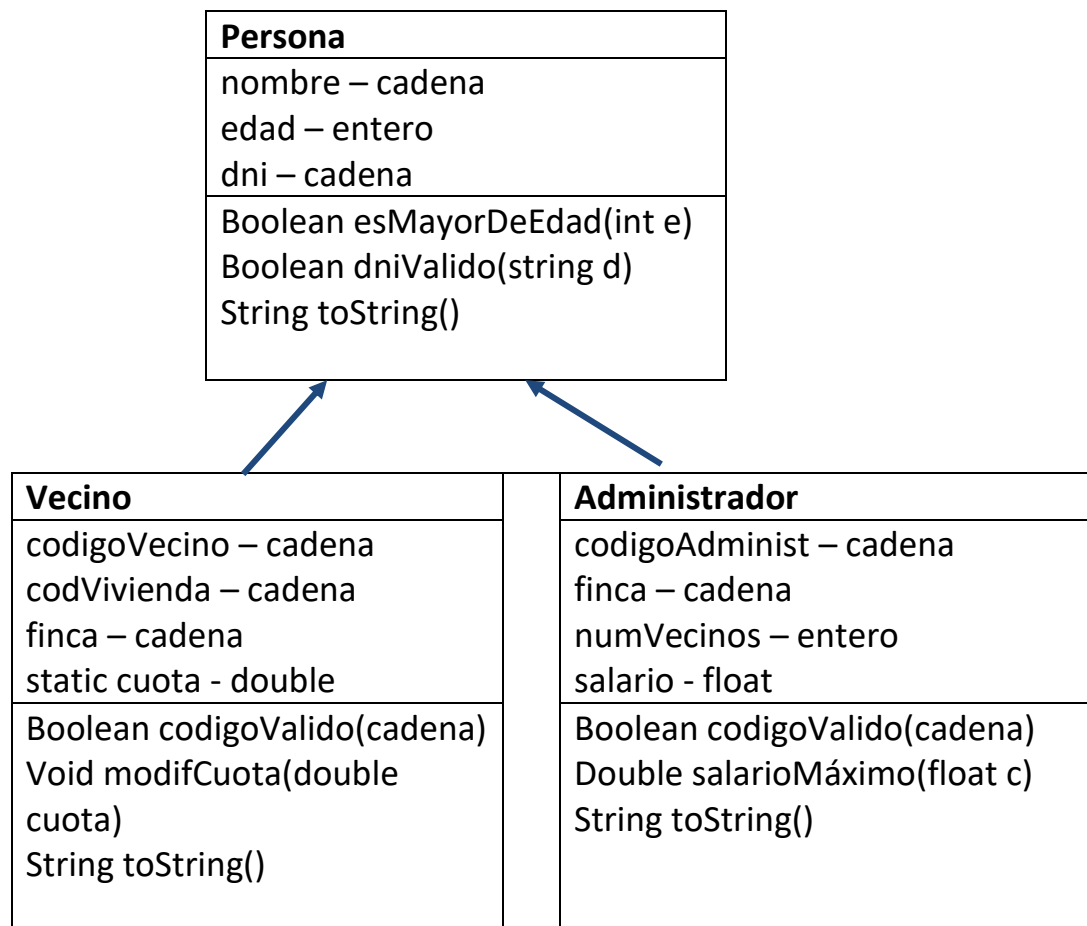 Persona
nombre – cadena
edad – entero
dni – cadena
Boolean esMayorDeEdad(int e)
Boolean dniValido(string d)
String toString()
Vecino
codigoVecino – cadena
codVivienda – cadena
finca – cadena
static cuota - double
Boolean codigoValido(cadena)
Void modifCuota(double
cuota)
String toString()
Administrador
codigoAdminist – cadena
finca – cadena
numVecinos – entero
salario - float
Boolean codigoValido(cadena)
Double salarioMáximo(float c)
String toString()